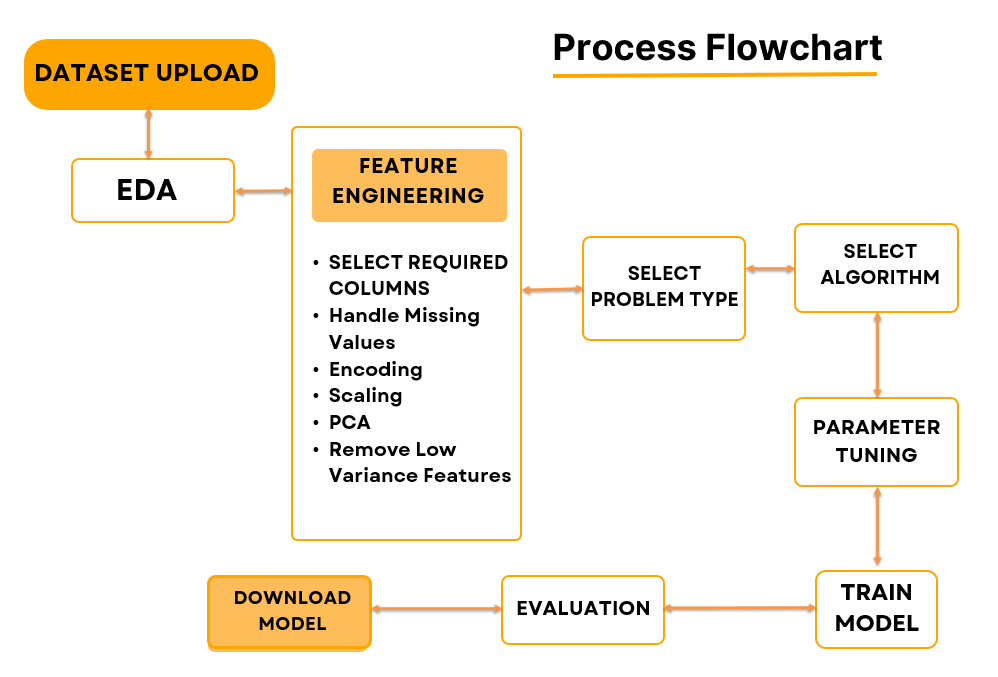 Process Flowchart
DATASET UPLOAD
EDA
FEATURE
ENGINEERING
• SELECT REQUIRED
COLUMNS
• Handle Missing
Values
• Encoding
• Scaling
• PCA
• Remove Low
Variance Features
SELECT
PROBLEM TYPE
SELECT
ALGORITHM
PARAMETER
TUNING
TRAIN
MODEL
EVALUATION
DOWNLOAD
MODEL